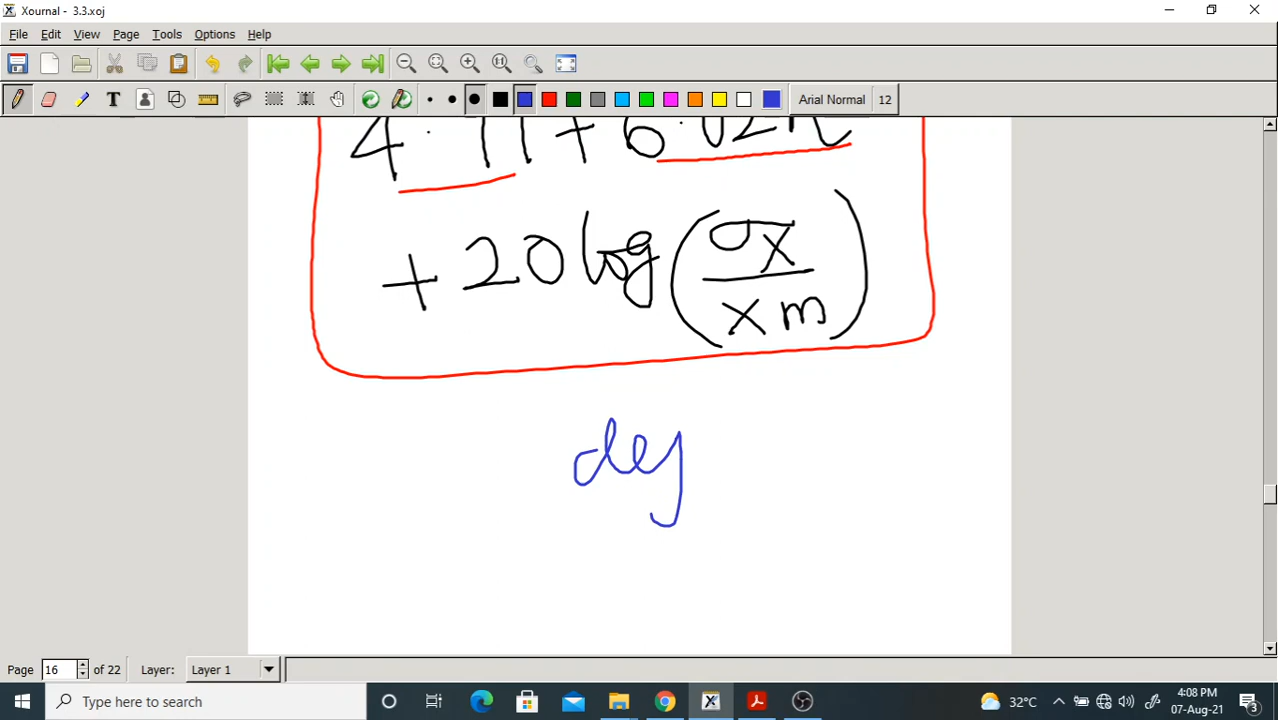 Xournal - 3.3.xoj
File Edit View Page Tools Options Help
Arial Normal 12
4.77 + 6.02n
+ 20 log (σx / xm)
deg
Page 16 of 22 Layer: Layer 1
Type here to search
32°C
4:08 PM
07-Aug-21
3